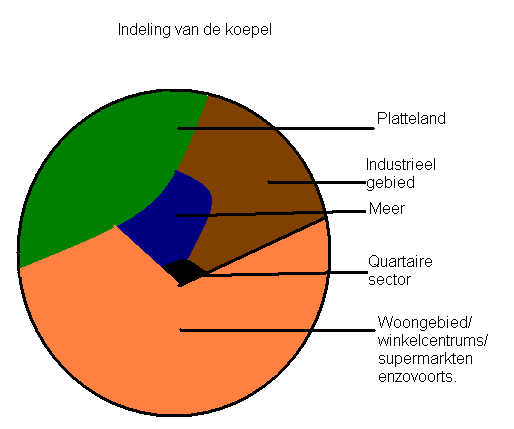 Indeling van de koepel
Platteland
Industrieel
gebied
Meer
Quartaire
sector
Woongebied/
winkelcentrums/
supermarkten
enzovoorts.